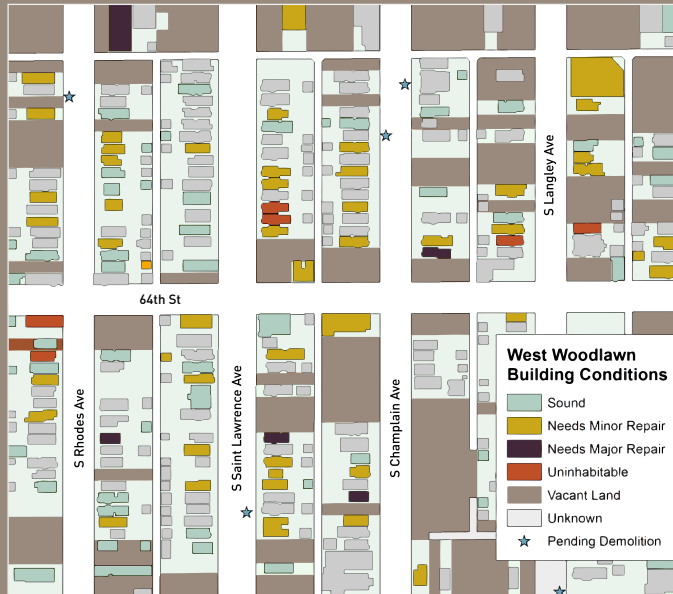 S Langley Ave
64th St
S Rhodes Ave
S Saint Lawrence Ave
S Champlain Ave
West Woodlawn
Building Conditions
Sound
Needs Minor Repair
Needs Major Repair
Uninhabitable
Vacant Land
Unknown
Pending Demolition